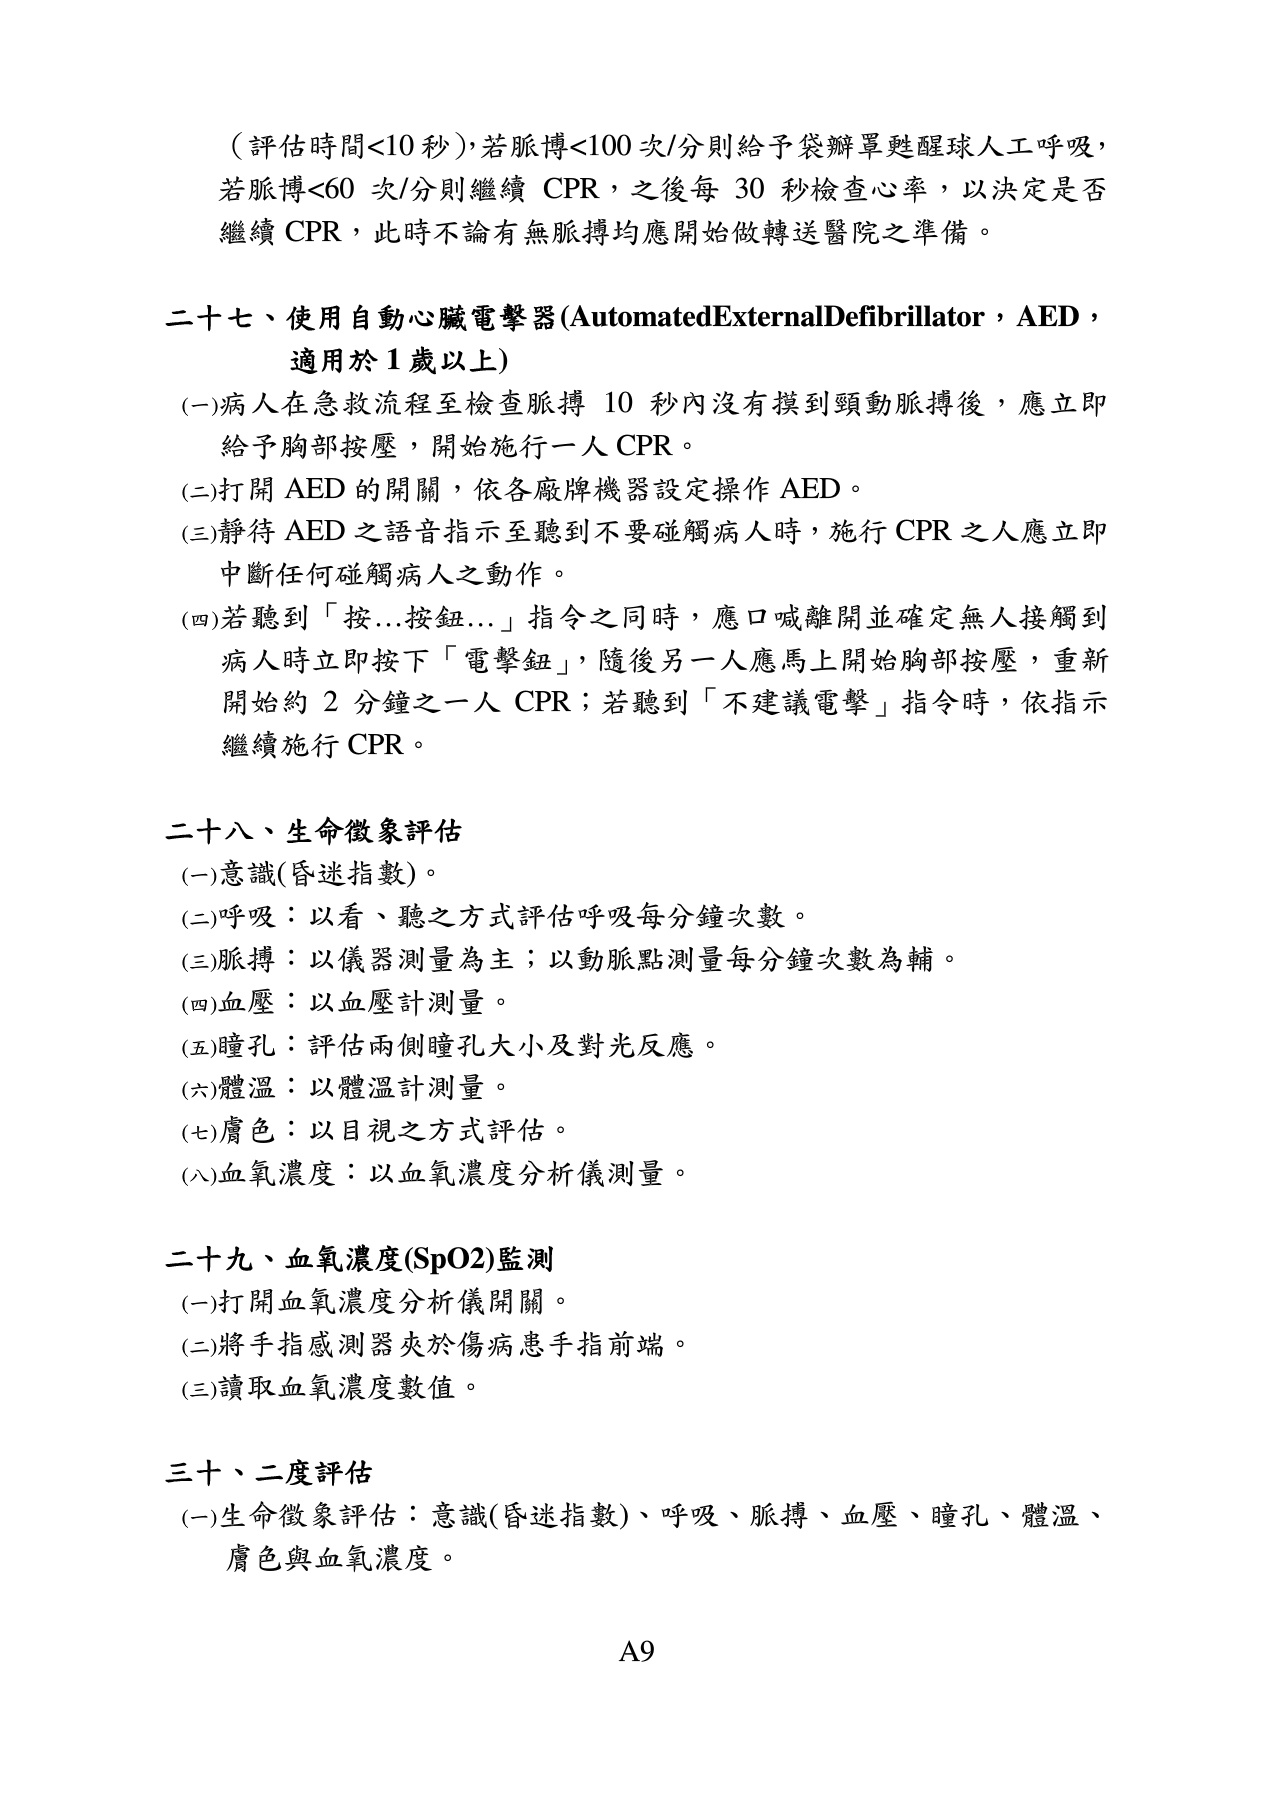 （評估時間<10 秒），若脈博<100 次/分則給予袋瓣罩甦醒球人工呼吸，
若脈博<60 次/分則繼續 CPR，之後每 30 秒檢查心率，以決定是否
繼續 CPR，此時不論有無脈搏均應開始做轉送醫院之準備。
二十七、使用自動心臟電擊器(AutomatedExternalDefibrillator，AED，
適用於 1 歲以上)
(一)病人在急救流程至檢查脈搏 10 秒內沒有摸到頸動脈搏後，應立即
給予胸部按壓，開始施行一人 CPR。
(二)打開 AED 的開關，依各廠牌機器設定操作 AED。
(三)靜待 AED 之語音指示至聽到不要碰觸病人時，施行 CPR 之人應立即
中斷任何碰觸病人之動作。
(四)若聽到「按…按鈕…」指令之同時，應口喊離開並確定無人接觸到
病人時立即按下「電擊鈕」，隨後另一人應馬上開始胸部按壓，重新
開始約 2 分鐘之一人 CPR；若聽到「不建議電擊」指令時，依指示
繼續施行 CPR。
二十八、生命徵象評估
(一)意識(昏迷指數)。
(二)呼吸：以看、聽之方式評估呼吸每分鐘次數。
(三)脈搏：以儀器測量為主；以動脈點測量每分鐘次數為輔。
(四)血壓：以血壓計測量。
(五)瞳孔：評估兩側瞳孔大小及對光反應。
(六)體溫：以體溫計測量。
(七)膚色：以目視之方式評估。
(八)血氧濃度：以血氧濃度分析儀測量。
二十九、血氧濃度(SpO2)監測
(一)打開血氧濃度分析儀開關。
(二)將手指感測器夾於傷病患手指前端。
(三)讀取血氧濃度數值。
三十、二度評估
(一)生命徵象評估：意識(昏迷指數)、呼吸、脈搏、血壓、瞳孔、體溫、
膚色與血氧濃度。
A9